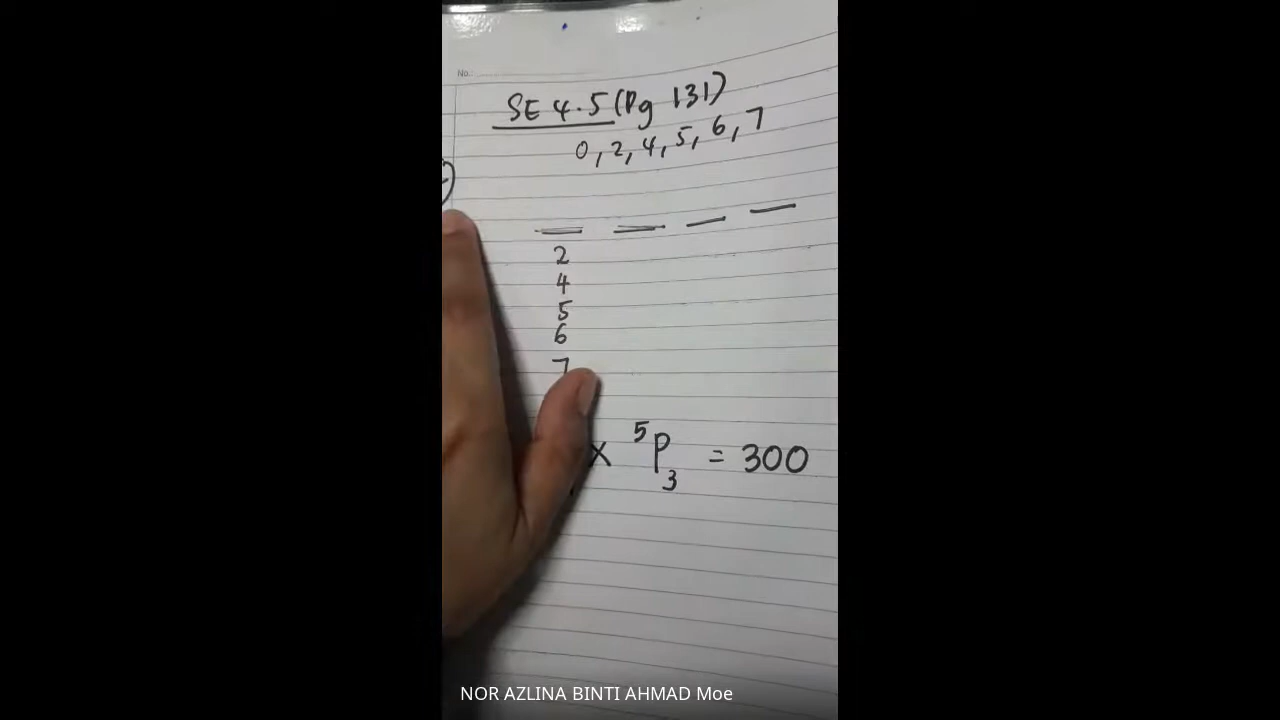 No.:
SE 4.5 (Pg 131)
0, 2, 4, 5, 6, 7
2
4
5
6
7
x ⁵P₃ = 300
NOR AZLINA BINTI AHMAD Moe